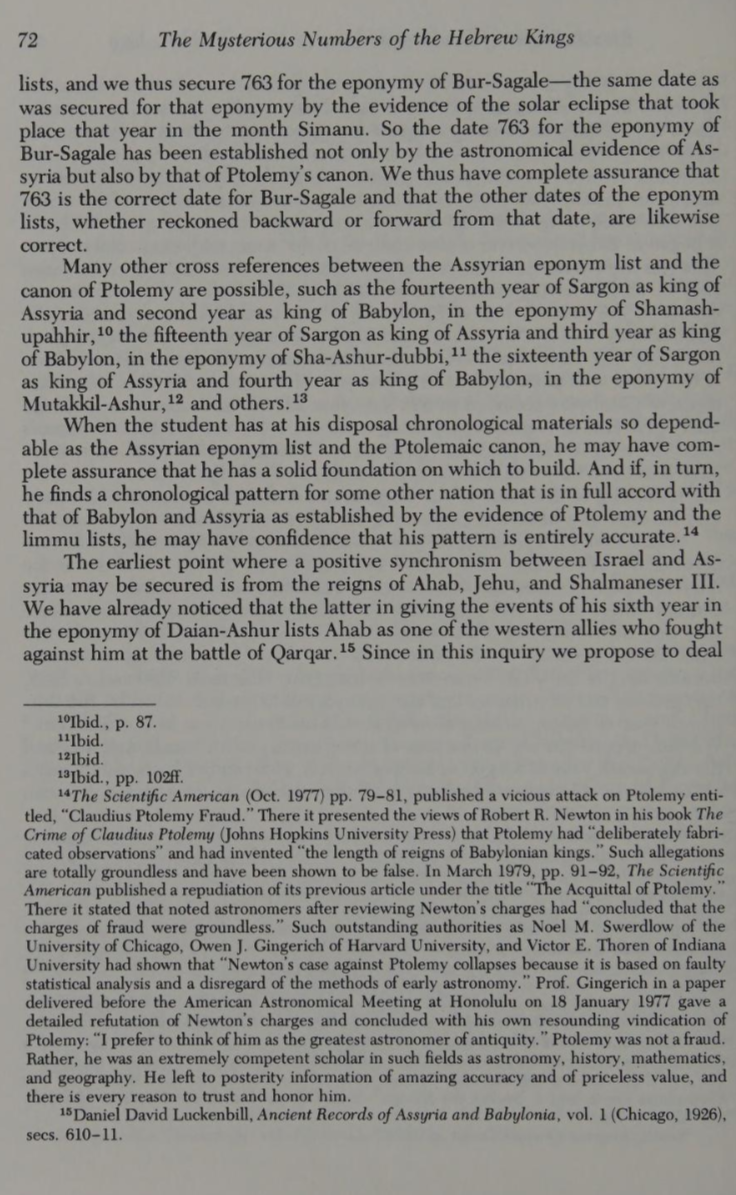 72 The Mysterious Numbers of the Hebrew Kings
lists, and we thus secure 763 for the eponymy of Bur-Sagale—the same date as
was secured for that eponymy by the evidence of the solar eclipse that took
place that year in the month Simanu. So the date 763 for the eponymy of
Bur-Sagale has been established not only by the astronomical evidence of As-
syria but also by that of Ptolemy's canon. We thus have complete assurance that
763 is the correct date for Bur-Sagale and that the other dates of the eponym
lists, whether reckoned backward or forward from that date, are likewise
correct.
Many other cross references between the Assyrian eponym list and the
canon of Ptolemy are possible, such as the fourteenth year of Sargon as king of
Assyria and second year as king of Babylon, in the eponymy of Shamash-
upahhir,¹⁰ the fifteenth year of Sargon as king of Assyria and third year as king
of Babylon, in the eponymy of Sha-Ashur-dubbi,¹¹ the sixteenth year of Sargon
as king of Assyria and fourth year as king of Babylon, in the eponymy of
Mutakkil-Ashur,¹² and others.¹³
When the student has at his disposal chronological materials so depend-
able as the Assyrian eponym list and the Ptolemaic canon, he may have com-
plete assurance that he has a solid foundation on which to build. And if, in turn,
he finds a chronological pattern for some other nation that is in full accord with
that of Babylon and Assyria as established by the evidence of Ptolemy and the
limmu lists, he may have confidence that his pattern is entirely accurate.¹⁴
The earliest point where a positive synchronism between Israel and As-
syria may be secured is from the reigns of Ahab, Jehu, and Shalmaneser III.
We have already noticed that the latter in giving the events of his sixth year in
the eponymy of Daian-Ashur lists Ahab as one of the western allies who fought
against him at the battle of Qarqar.¹⁵ Since in this inquiry we propose to deal
¹⁰Ibid., p. 87.
¹¹Ibid.
¹²Ibid.
¹³Ibid., pp. 102ff.
¹⁴The Scientific American (Oct. 1977) pp. 79–81, published a vicious attack on Ptolemy enti-
tled, "Claudius Ptolemy Fraud." There it presented the views of Robert R. Newton in his book The
Crime of Claudius Ptolemy (Johns Hopkins University Press) that Ptolemy had "deliberately fabri-
cated observations" and had invented "the length of reigns of Babylonian kings." Such allegations
are totally groundless and have been shown to be false. In March 1979, pp. 91–92, The Scientific
American published a repudiation of its previous article under the title "The Acquittal of Ptolemy."
There it stated that noted astronomers after reviewing Newton's charges had "concluded that the
charges of fraud were groundless." Such outstanding authorities as Noel M. Swerdlow of the
University of Chicago, Owen J. Gingerich of Harvard University, and Victor E. Thoren of Indiana
University had shown that "Newton's case against Ptolemy collapses because it is based on faulty
statistical analysis and a disregard of the methods of early astronomy." Prof. Gingerich in a paper
delivered before the American Astronomical Meeting at Honolulu on 18 January 1977 gave a
detailed refutation of Newton's charges and concluded with his own resounding vindication of
Ptolemy: "I prefer to think of him as the greatest astronomer of antiquity." Ptolemy was not a fraud.
Rather, he was an extremely competent scholar in such fields as astronomy, history, mathematics,
and geography. He left to posterity information of amazing accuracy and of priceless value, and
there is every reason to trust and honor him.
¹⁵Daniel David Luckenbill, Ancient Records of Assyria and Babylonia, vol. 1 (Chicago, 1926),
secs. 610–11.